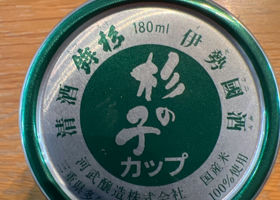 清酒 鉾杉 180ml 伊勢國酒
杉の子
カップ
国産米
100%使用
河武醸造株式会社
三重県多